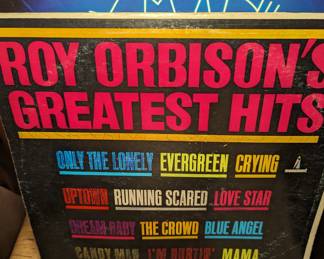 ROY ORBISON'S
GREATEST HITS
ONLY THE LONELY EVERGREEN CRYING
UPTOWN RUNNING SCARED LOVE STAR
DREAM BABY THE CROWD BLUE ANGEL
CANDY MAN I'M HURTIN' MAMA